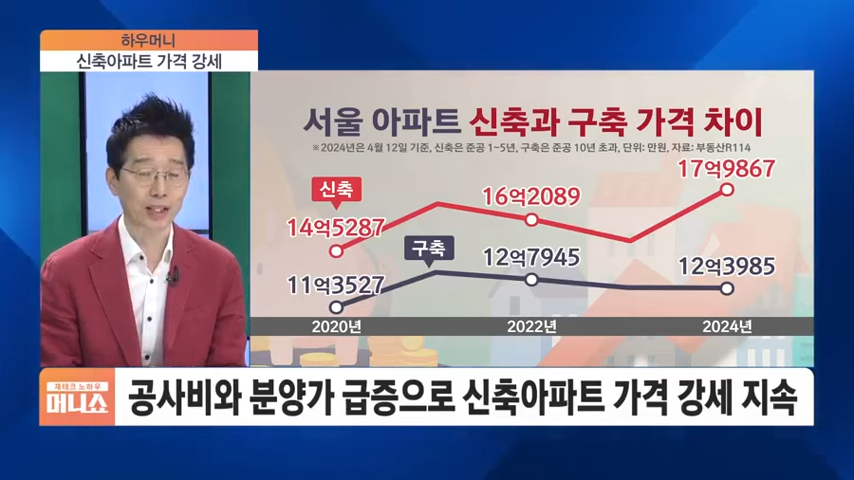 하우머니
신축아파트 가격 강세
서울 아파트 신축과 구축 가격 차이
※2024년은 4월 12일 기준, 신축은 준공 1~5년, 구축은 준공 10년 초과, 단위: 만원, 자료: 부동산R114
신축
14억5287
16억2089
17억9867
구축
11억3527
12억7945
12억3985
2020년
2022년
2024년
재테크 노하우
머니쇼
공사비와 분양가 급증으로 신축아파트 가격 강세 지속